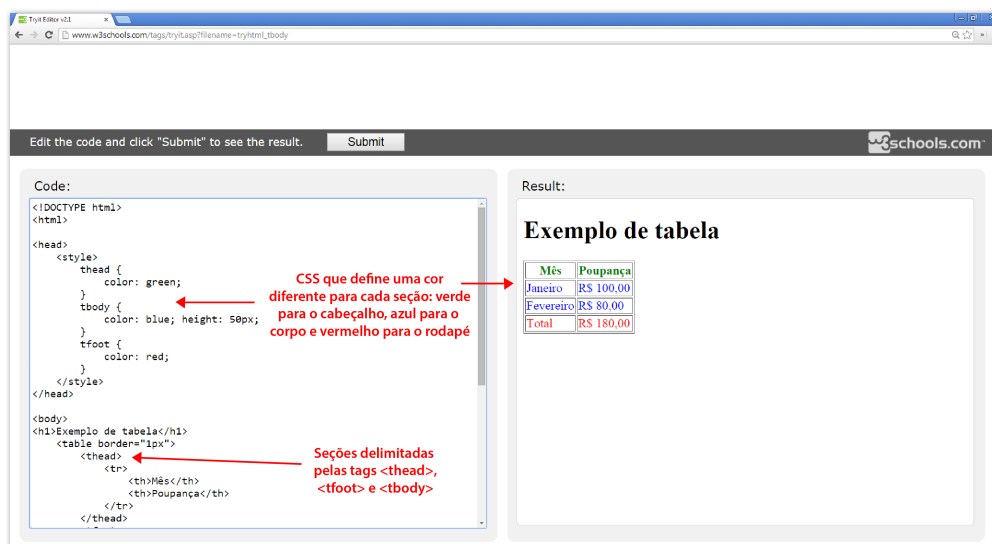 Tryit Editor v2.1
www.w3schools.com/tags/tryit.asp?filename=tryhtml_tbody
Edit the code and click "Submit" to see the result.
Submit
w3schools.com
Code:
<!DOCTYPE html>
<html>
<head>
<style>
thead {
color: green;
}
tbody {
color: blue; height: 50px;
}
tfoot {
color: red;
}
</style>
</head>
<body>
<h1>Exemplo de tabela</h1>
<table border="1px">
<thead>
<tr>
<th>Mês</th>
<th>Poupança</th>
</tr>
</thead>
CSS que define uma cor
diferente para cada seção: verde
para o cabeçalho, azul para o
corpo e vermelho para o rodapé
Seções delimitadas
pelas tags <thead>,
<tfoot> e <tbody>
Result:
Exemplo de tabela
Mês Poupança
Janeiro R$ 100,00
Fevereiro R$ 80,00
Total R$ 180,00